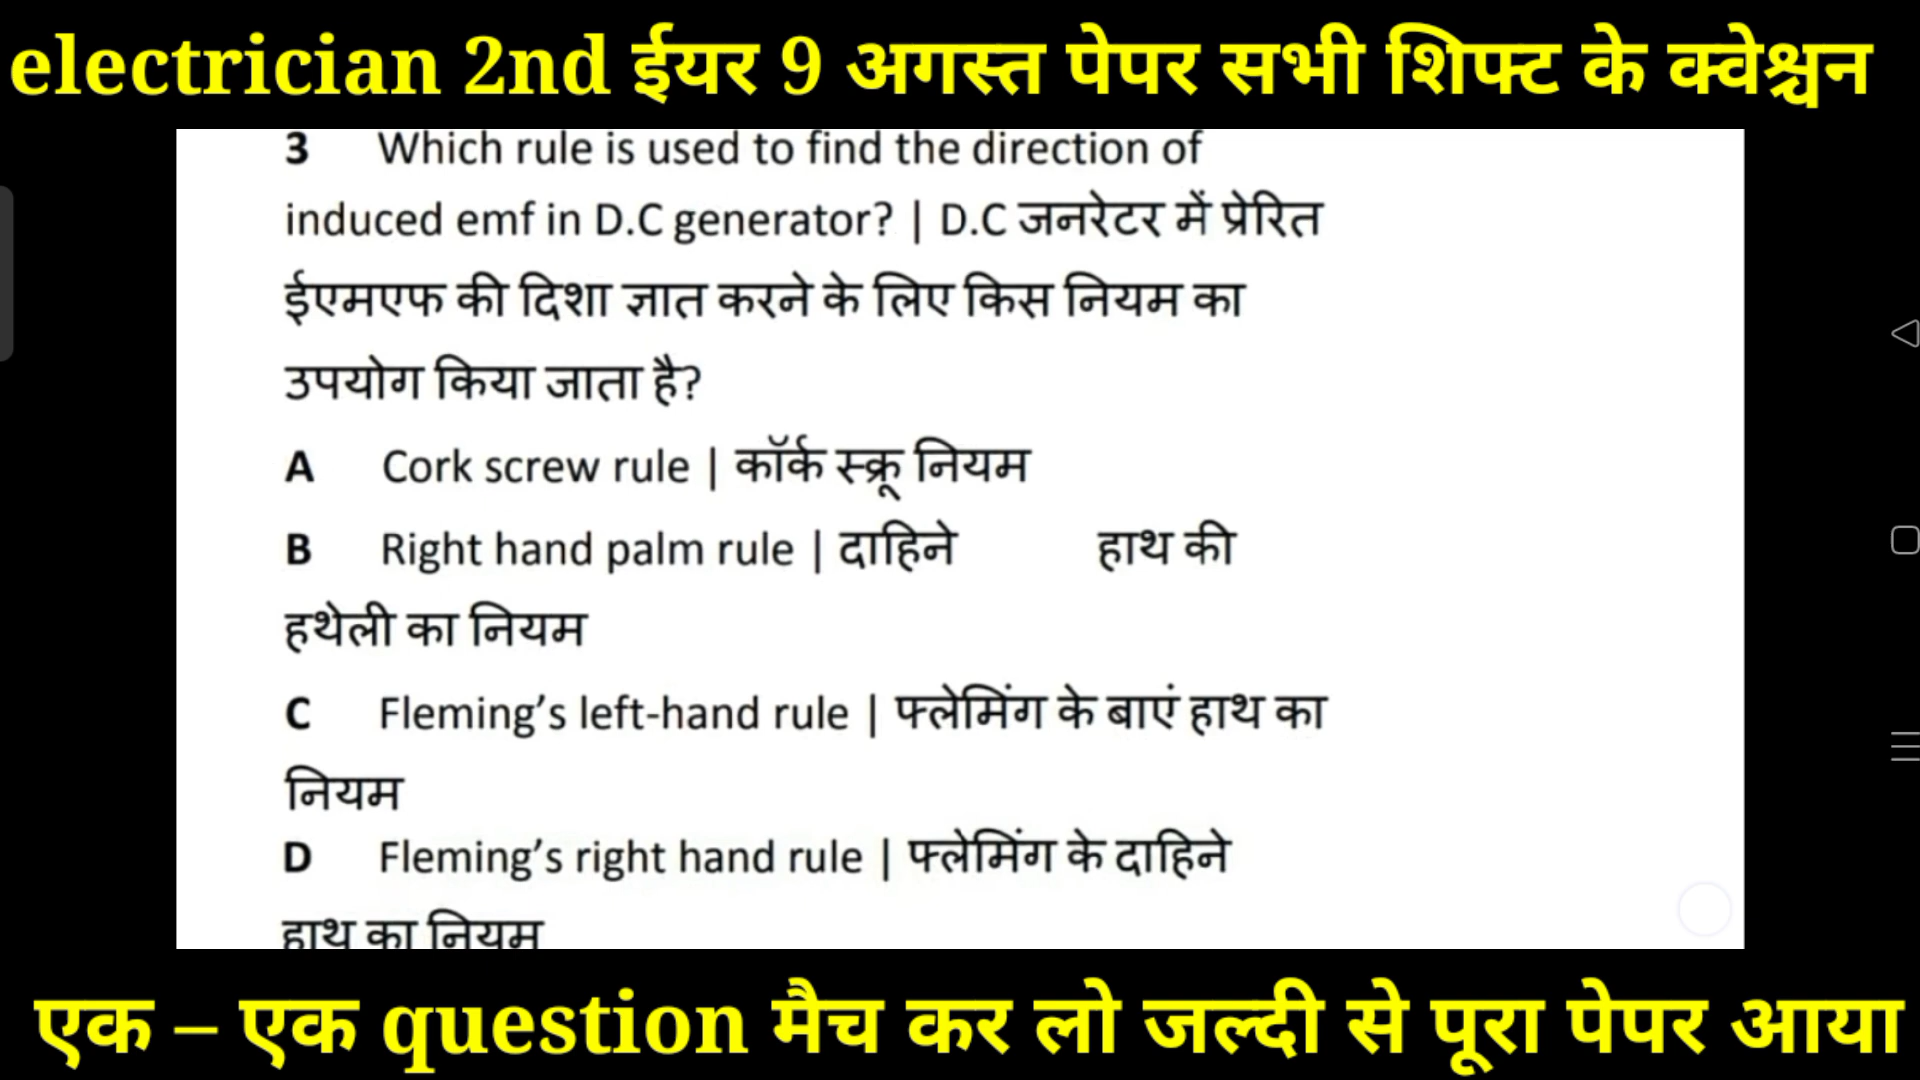 electrician 2nd ईयर 9 अगस्त पेपर सभी शिफ्ट के क्वेश्चन
3 Which rule is used to find the direction of
induced emf in D.C generator? | D.C जनरेटर में प्रेरित
ईएमएफ की दिशा ज्ञात करने के लिए किस नियम का
उपयोग किया जाता है?
A Cork screw rule | कॉर्क स्क्रू नियम
B Right hand palm rule | दाहिने हाथ की
हथेली का नियम
C Fleming’s left-hand rule | फ्लेमिंग के बाएं हाथ का
नियम
D Fleming’s right hand rule | फ्लेमिंग के दाहिने
हाथ का नियम
एक – एक question मैच कर लो जल्दी से पूरा पेपर आया